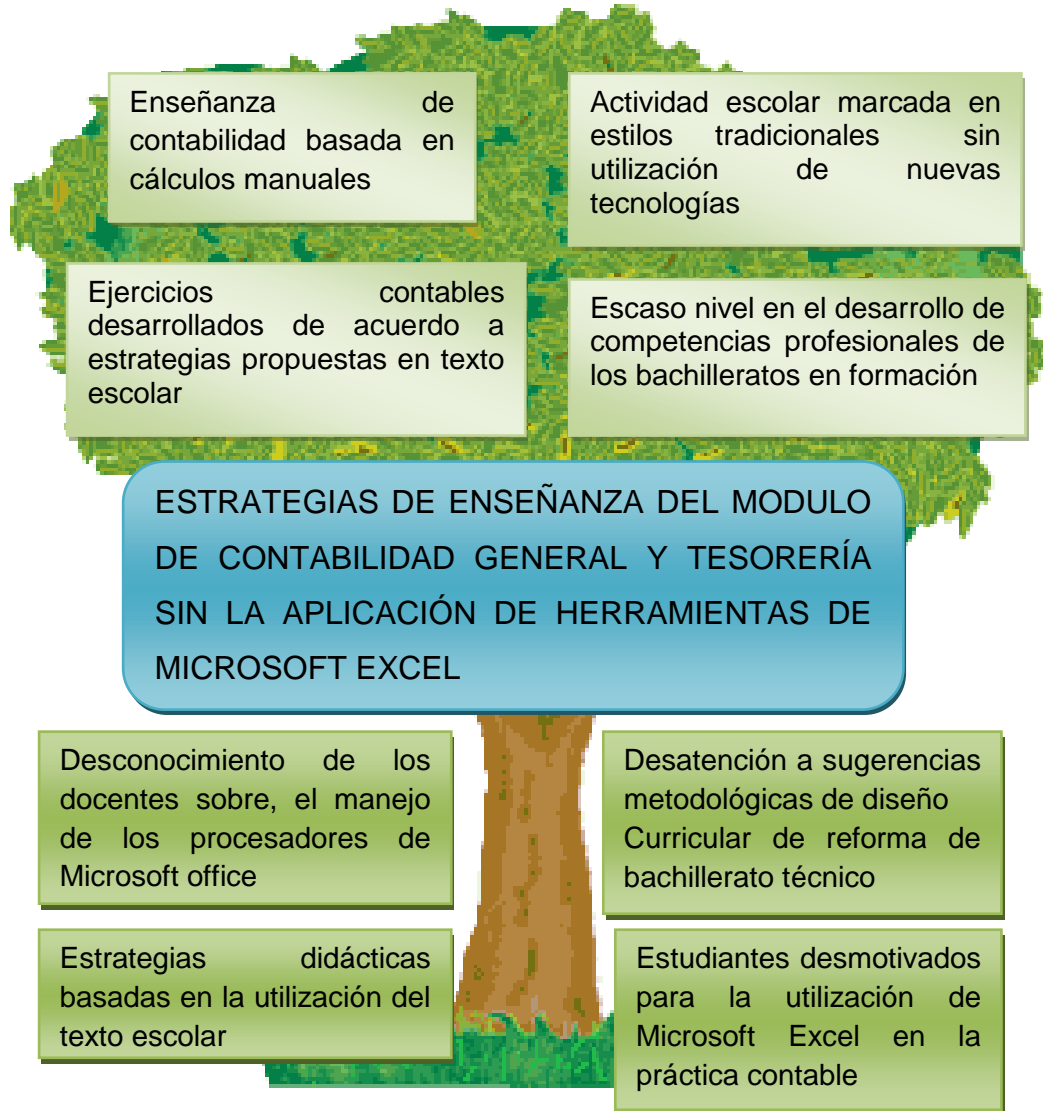 Enseñanza de
contabilidad basada en
cálculos manuales
Actividad escolar marcada en
estilos tradicionales sin
utilización de nuevas
tecnologías
Ejercicios contables
desarrollados de acuerdo a
estrategias propuestas en texto
escolar
Escaso nivel en el desarrollo de
competencias profesionales de
los bachilleratos en formación
ESTRATEGIAS DE ENSEÑANZA DEL MODULO
DE CONTABILIDAD GENERAL Y TESORERÍA
SIN LA APLICACIÓN DE HERRAMIENTAS DE
MICROSOFT EXCEL
Desconocimiento de los
docentes sobre, el manejo
de los procesadores de
Microsoft office
Desatención a sugerencias
metodológicas de diseño
Curricular de reforma de
bachillerato técnico
Estrategias didácticas
basadas en la utilización del
texto escolar
Estudiantes desmotivados
para la utilización de
Microsoft Excel en la
práctica contable